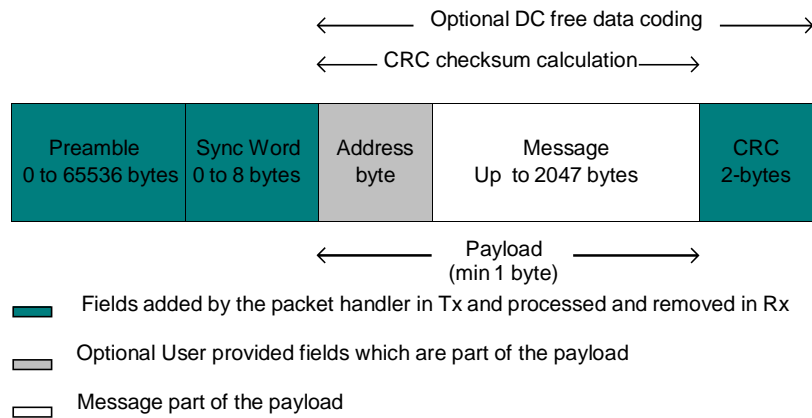 Optional DC free data coding
CRC checksum calculation
Preamble
0 to 65536 bytes
Sync Word
0 to 8 bytes
Address
byte
Message
Up to 2047 bytes
CRC
2-bytes
Payload
(min 1 byte)
Fields added by the packet handler in Tx and processed and removed in Rx
Optional User provided fields which are part of the payload
Message part of the payload